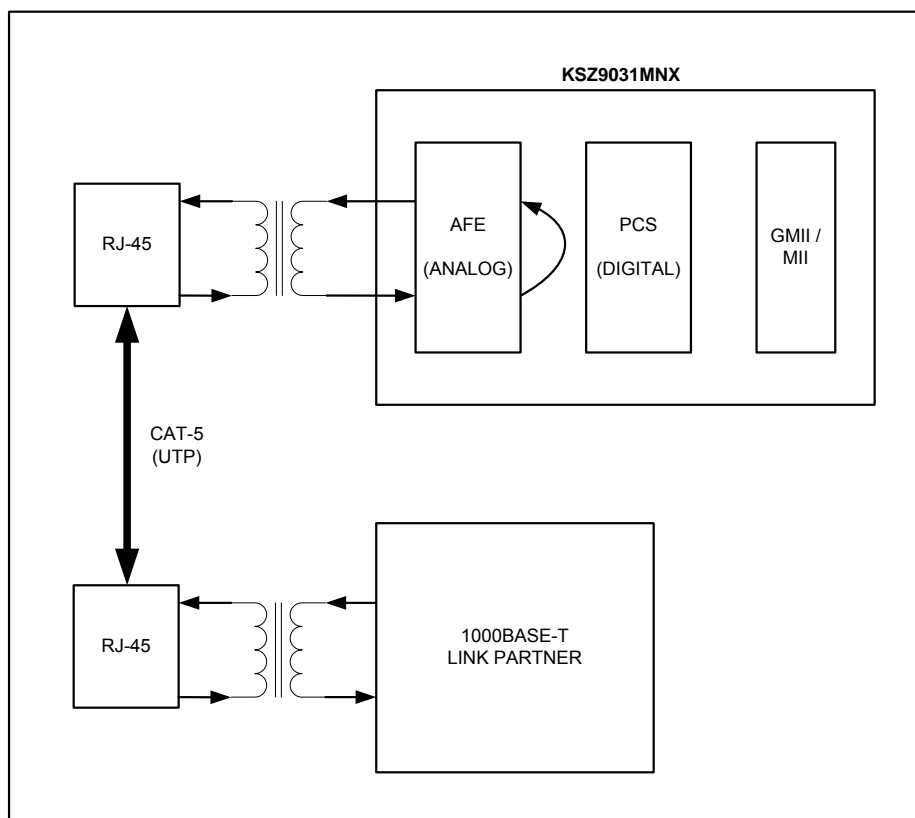 KSZ9031MNX
RJ-45
AFE
(ANALOG)
PCS
(DIGITAL)
GMII /
MII
CAT-5
(UTP)
RJ-45
1000BASE-T
LINK PARTNER